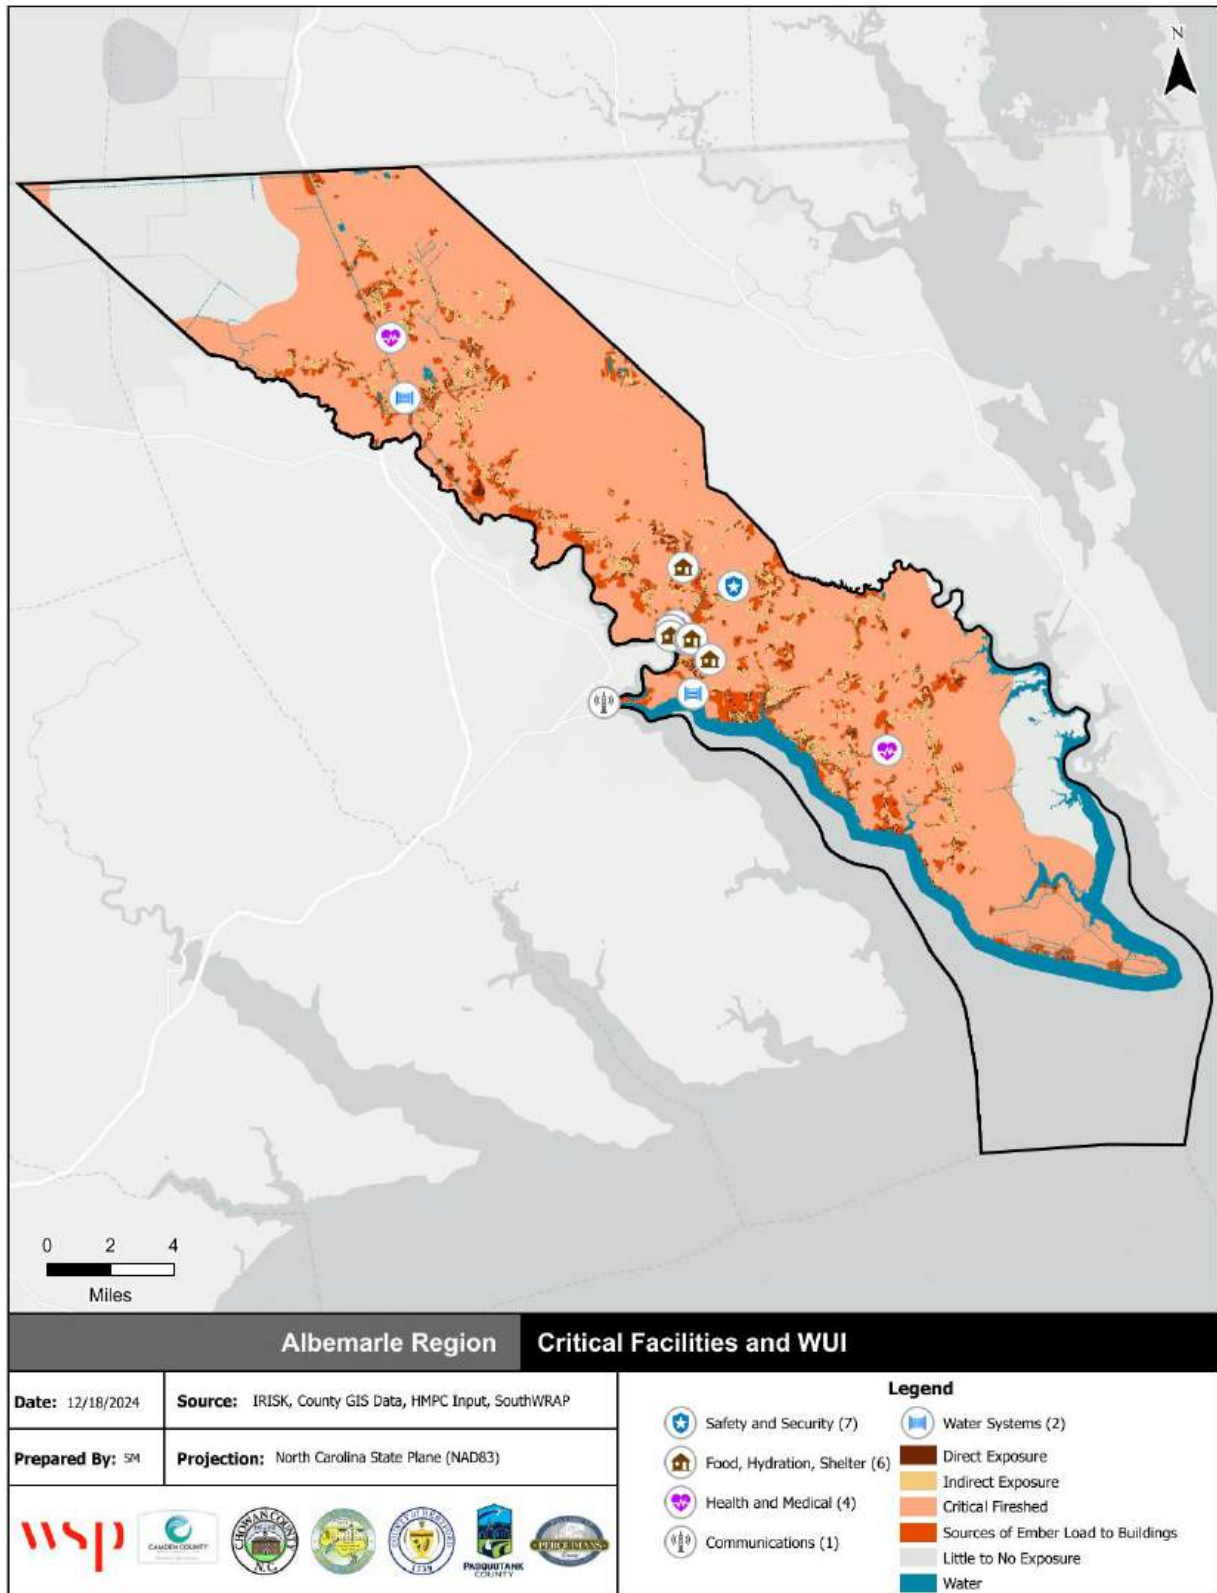 N
0 2 4
Miles
Albemarle Region Critical Facilities and WUI
Date: 12/18/2024 Source: IRISK, County GIS Data, HMPC Input, SouthWRAP
Prepared By: SM Projection: North Carolina State Plane (NAD83)
Legend
Safety and Security (7)
Food, Hydration, Shelter (6)
Health and Medical (4)
Communications (1)
Water Systems (2)
Direct Exposure
Indirect Exposure
Critical Fireshed
Sources of Ember Load to Buildings
Little to No Exposure
Water
wsp
CAMDEN COUNTY
CHOWAN COUNTY
N.C.
COUNTY OF HERTFORD
1759
PASQUOTANK
COUNTY
PERQUIMANS